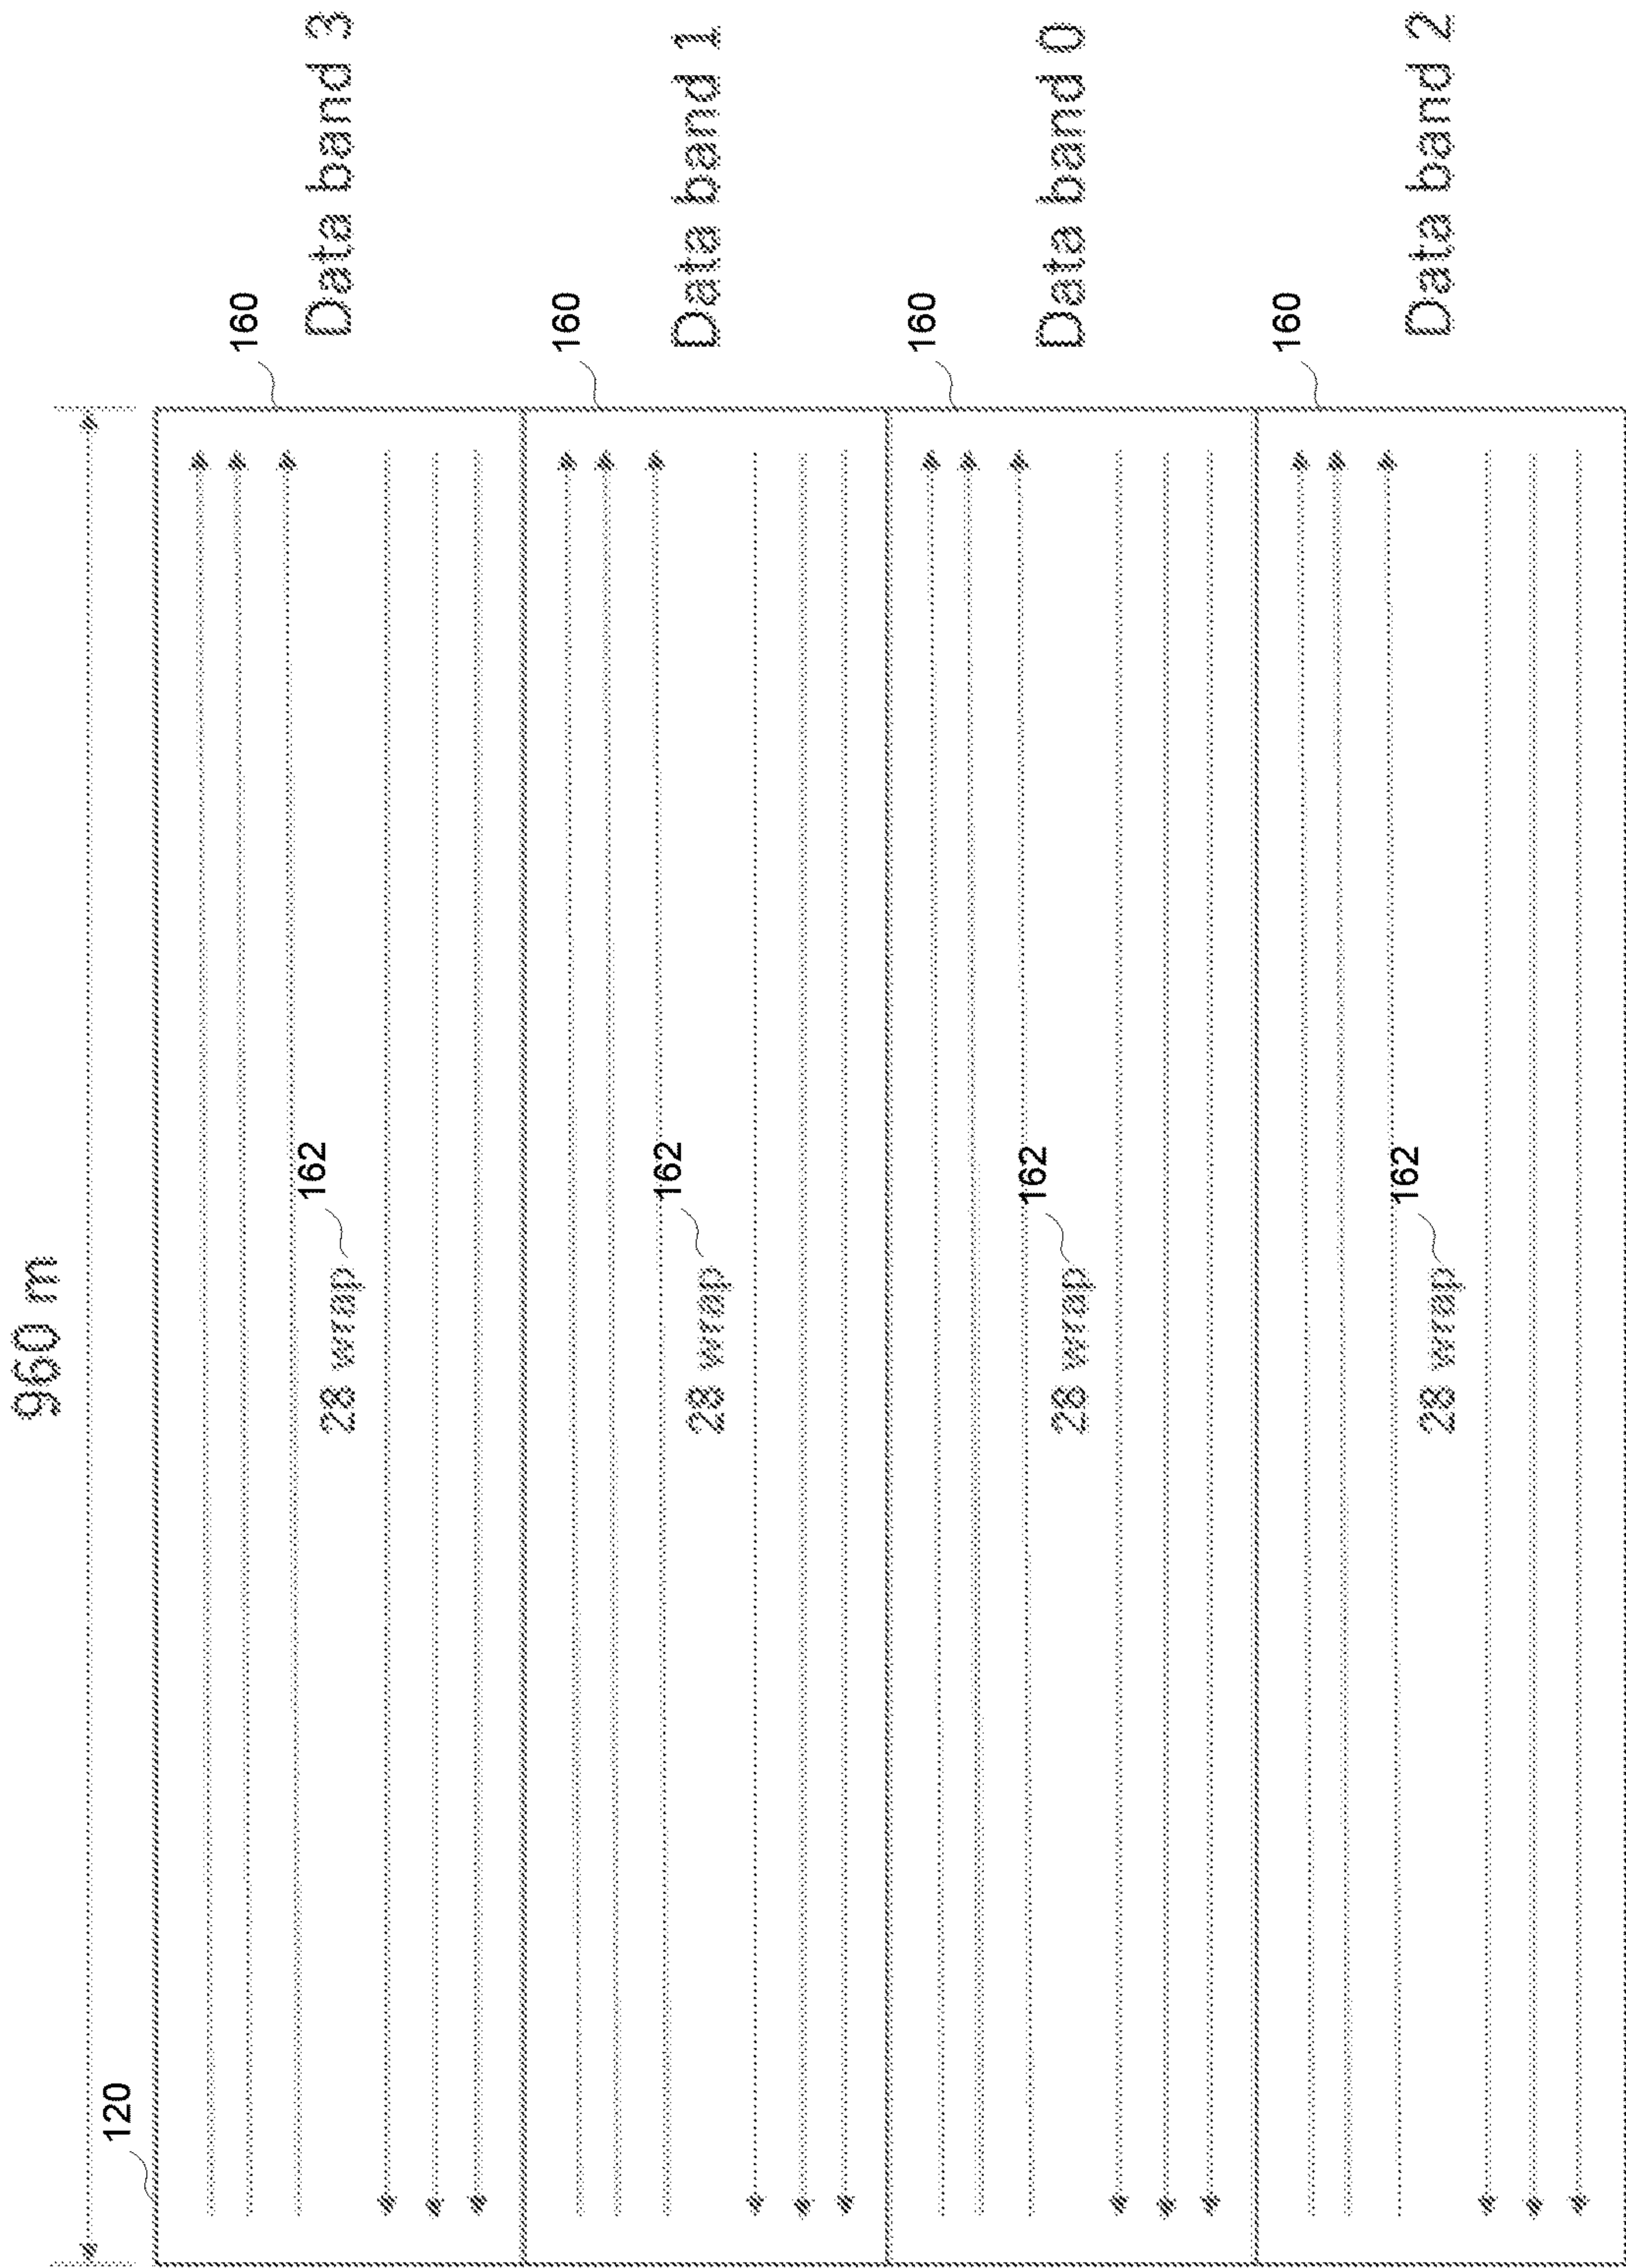 960 m
120
160
Data band 3
162
28 wrap
160
Data band 1
162
28 wrap
160
Data band 0
162
28 wrap
160
Data band 2
162
28 wrap